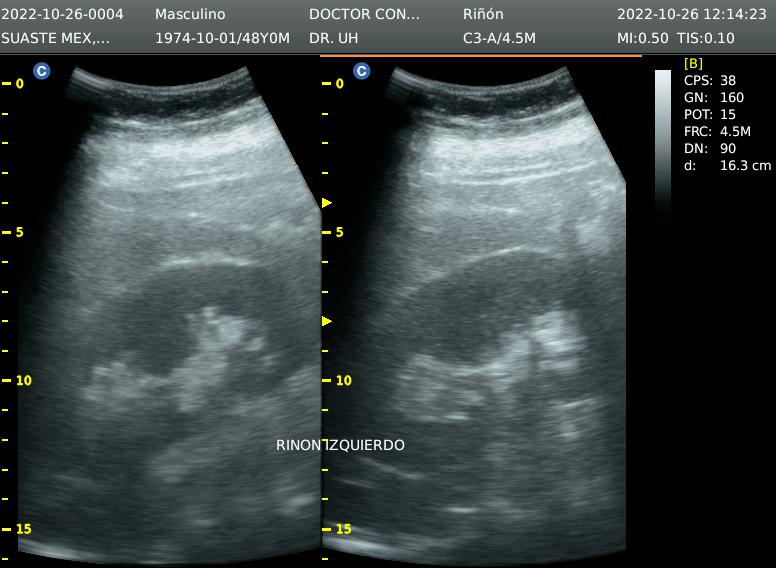 2022-10-26-0004 Masculino DOCTOR CON... Riñón 2022-10-26 12:14:23
SUASTE MEX,... 1974-10-01/48Y0M DR. UH C3-A/4.5M MI:0.50 TIS:0.10
C C
[B]
CPS: 38
GN: 160
POT: 15
FRC: 4.5M
DN: 90
d: 16.3 cm
0 0
5 5
10 10
RINON IZQUIERDO
15 15